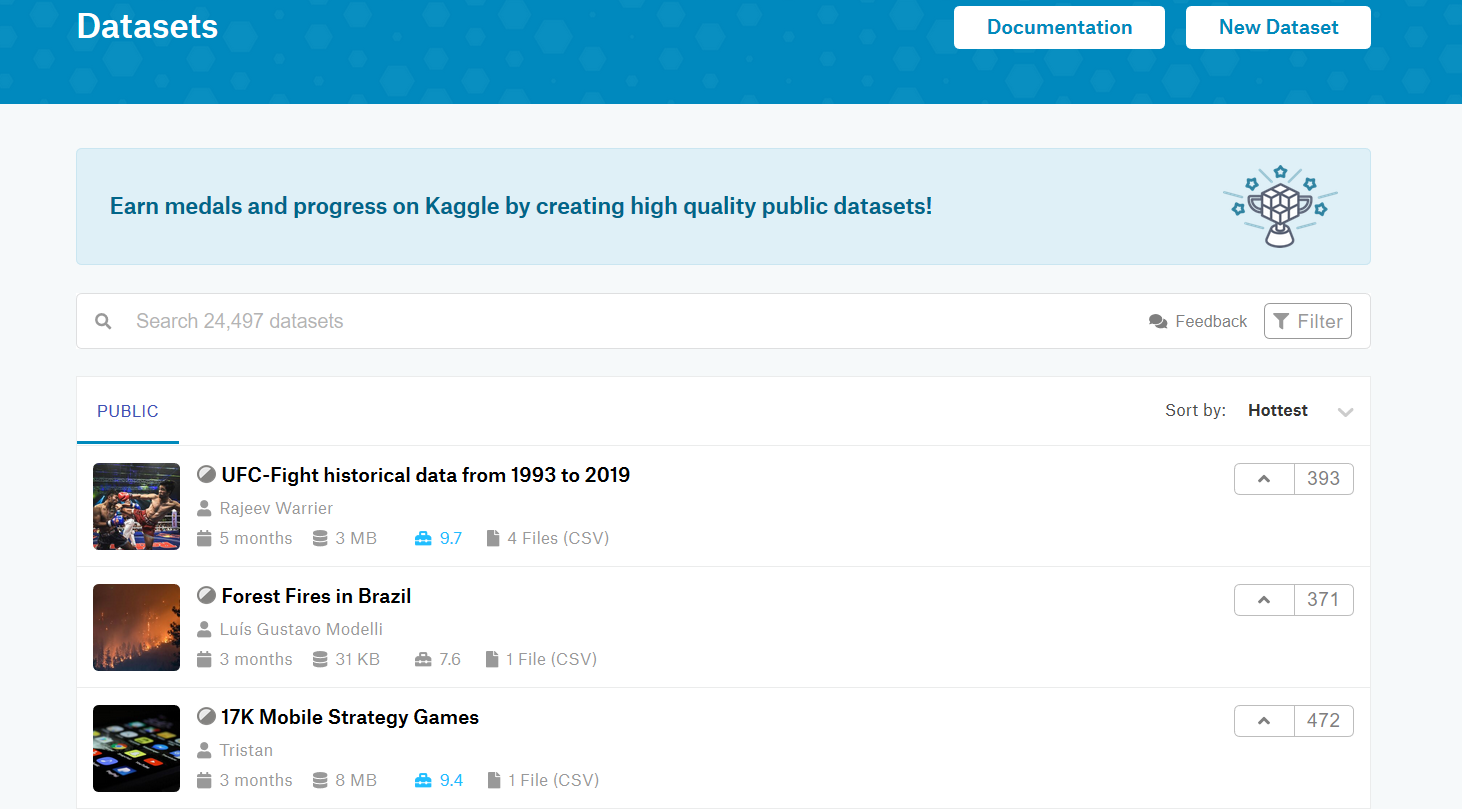 Datasets
Documentation
New Dataset
Earn medals and progress on Kaggle by creating high quality public datasets!
Search 24,497 datasets
Feedback
Filter
PUBLIC
Sort by: Hottest
UFC-Fight historical data from 1993 to 2019
393
Rajeev Warrier
5 months 3 MB 9.7 4 Files (CSV)
Forest Fires in Brazil
371
Luís Gustavo Modelli
3 months 31 KB 7.6 1 File (CSV)
17K Mobile Strategy Games
472
Tristan
3 months 8 MB 9.4 1 File (CSV)